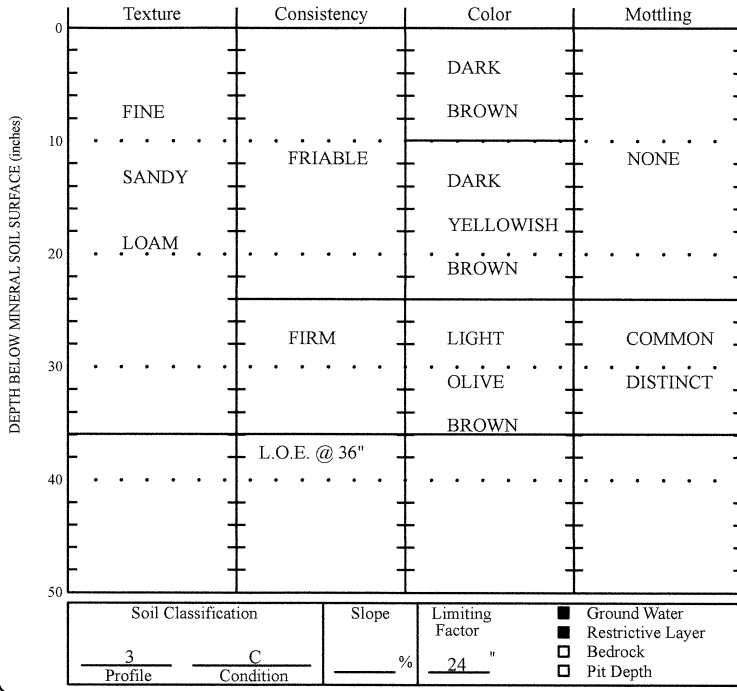 Texture Consistency Color Mottling
DEPTH BELOW MINERAL SOIL SURFACE (inches)
0
DARK
FINE BROWN
10
FRIABLE NONE
SANDY DARK
YELLOWISH
LOAM
20
BROWN
FIRM LIGHT COMMON
30
OLIVE DISTINCT
BROWN
L.O.E. @ 36"
40
50
Soil Classification Slope Limiting Factor
3 Profile C Condition
% 24 "
Ground Water
Restrictive Layer
Bedrock
Pit Depth